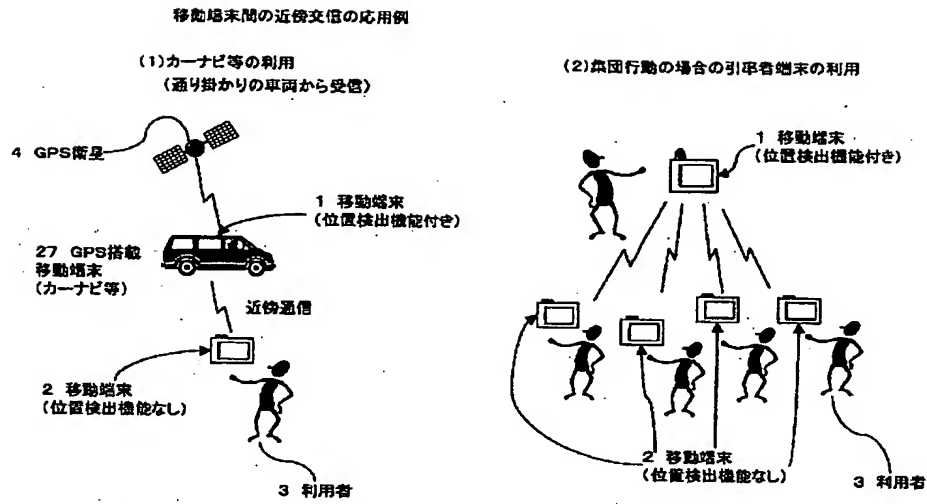 移動端末間の近傍交信の応用例
(1)カーナビ等の利用
(通り掛かりの車両から受信)
4 GPS衛星
1 移動端末
(位置検出機能付き)
27 GPS搭載
移動端末
(カーナビ等)
近傍通信
2 移動端末
(位置検出機能なし)
3 利用者
(2)集団行動の場合の引率者端末の利用
1 移動端末
(位置検出機能付き)
2 移動端末
(位置検出機能なし)
3 利用者